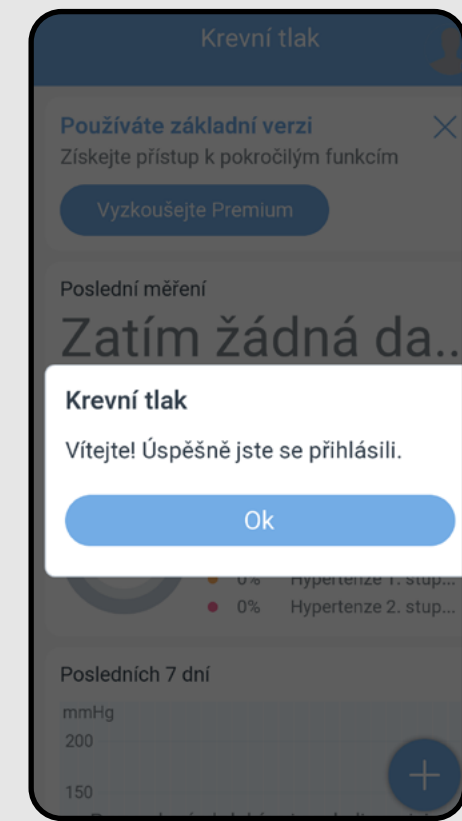 Krevní tlak
Používáte základní verzi
Získejte přístup k pokročilým funkcím
Vyzkoušejte Premium
Poslední měření
Zatím žádná da...
Krevní tlak
Vítejte! Úspěšně jste se přihlásili.
Ok
0% Hypertenze 1. stup...
0% Hypertenze 2. stup...
Posledních 7 dní
mmHg
200
150